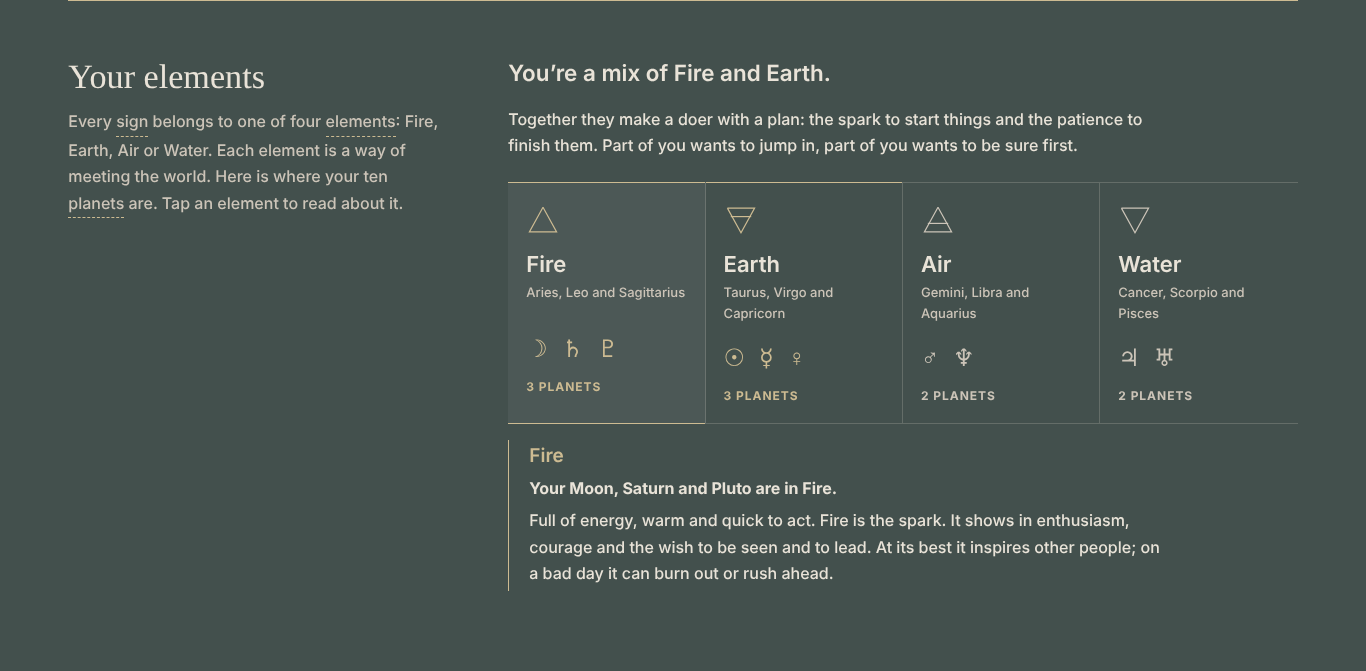 Your elements
Every sign belongs to one of four elements: Fire,
Earth, Air or Water. Each element is a way of
meeting the world. Here is where your ten
planets are. Tap an element to read about it.
You’re a mix of Fire and Earth.
Together they make a doer with a plan: the spark to start things and the patience to
finish them. Part of you wants to jump in, part of you wants to be sure first.
Fire
Aries, Leo and Sagittarius
☽ ♄ ♇
3 PLANETS
Earth
Taurus, Virgo and
Capricorn
☉ ☿ ♀
3 PLANETS
Air
Gemini, Libra and
Aquarius
♂ ♆
2 PLANETS
Water
Cancer, Scorpio and
Pisces
♃ ♅
2 PLANETS
Fire
Your Moon, Saturn and Pluto are in Fire.
Full of energy, warm and quick to act. Fire is the spark. It shows in enthusiasm,
courage and the wish to be seen and to lead. At its best it inspires other people; on
a bad day it can burn out or rush ahead.